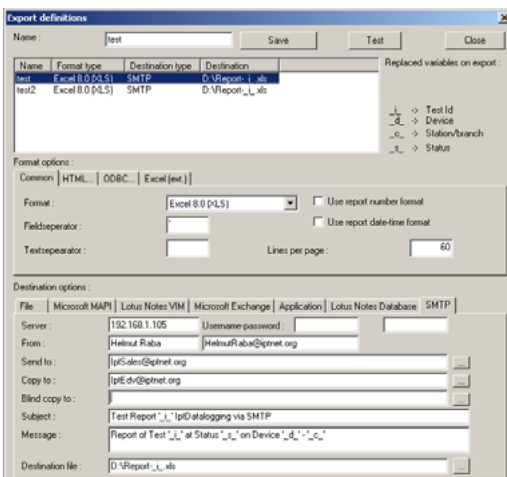 Export definitions
Name : test Save Test Close
Name Format type Destination type Destination
test Excel 8.0 (XLS) SMTP D:\Report-_i_.xls
test2 Excel 8.0 (XLS) SMTP D:\Report-_i_.xls
Replaced variables on export :
_i_ -> Test Id
_d_ -> Device
_c_ -> Station/branch
_s_ -> Status
Format options :
Common HTML... ODBC... Excel (ext.)
Format : Excel 8.0 (XLS) Use report number format
Fieldseperator : Use report date-time format
Textsepearator : Lines per page : 60
Destination options :
File Microsoft MAPI Lotus Notes VIM Microsoft Exchange Application Lotus Notes Database SMTP
Server : 192.168.1.105 Username-password :
From : Helmut Raba HelmutRaba@iptnet.org
Send to : IptSales@iptnet.org ...
Copy to : IptEdv@iptnet.org ...
Blind copy to : ...
Subject : Test Report '_i_' IptDatalogging via SMTP
Message : Report of Test '_i_' at Status '_s_' on Device '_d_' - '_c_'
Destination file : D:\Report-_i_.xls ...